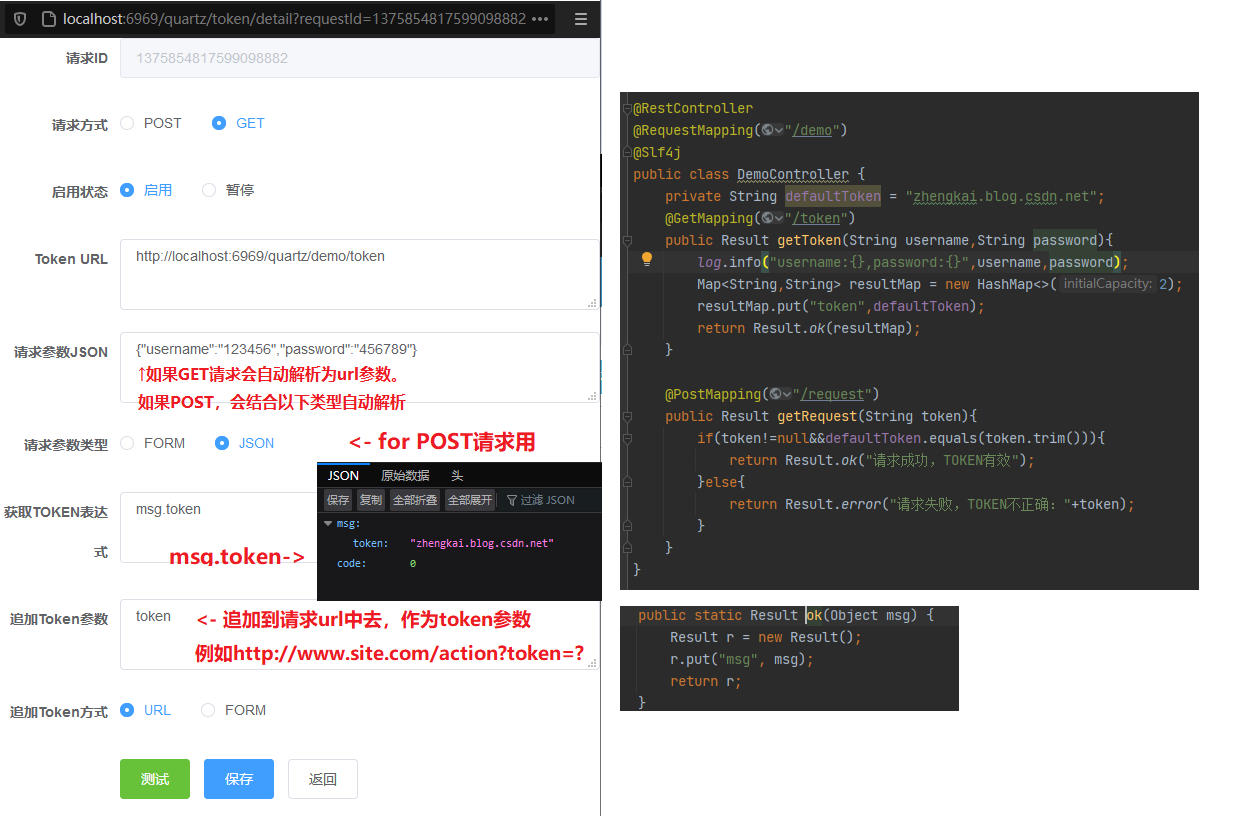 localhost:6969/quartz/token/detail?requestId=1375854817599098882 •••
请求ID
1375854817599098882
请求方式
POST
GET
启用状态
启用
暂停
Token URL
http://localhost:6969/quartz/demo/token
请求参数JSON
{"username":"123456","password":"456789"}
↑如果GET请求会自动解析为url参数。
如果POST，会结合以下类型自动解析
请求参数类型
FORM
JSON
<- for POST请求用
JSON 原始数据 头
保存 复制 全部折叠 全部展开 过滤 JSON
msg:
token: "zhengkai.blog.csdn.net"
code: 0
获取TOKEN表达
式
msg.token
msg.token->
追加Token参数
token
<- 追加到请求url中去，作为token参数
例如http://www.site.com/action?token=?
追加Token方式
URL
FORM
测试
保存
返回
@RestController
@RequestMapping("/demo")
@Slf4j
public class DemoController {
private String defaultToken = "zhengkai.blog.csdn.net";
@GetMapping("/token")
public Result getToken(String username,String password){
log.info("username:{},password:{}",username,password);
Map<String,String> resultMap = new HashMap<>( initialCapacity: 2);
resultMap.put("token",defaultToken);
return Result.ok(resultMap);
}
@PostMapping("/request")
public Result getRequest(String token){
if(token!=null&&defaultToken.equals(token.trim())){
return Result.ok("请求成功，TOKEN有效");
}else{
return Result.error("请求失败，TOKEN不正确："+token);
}
}
}
public static Result ok(Object msg) {
Result r = new Result();
r.put("msg", msg);
return r;
}